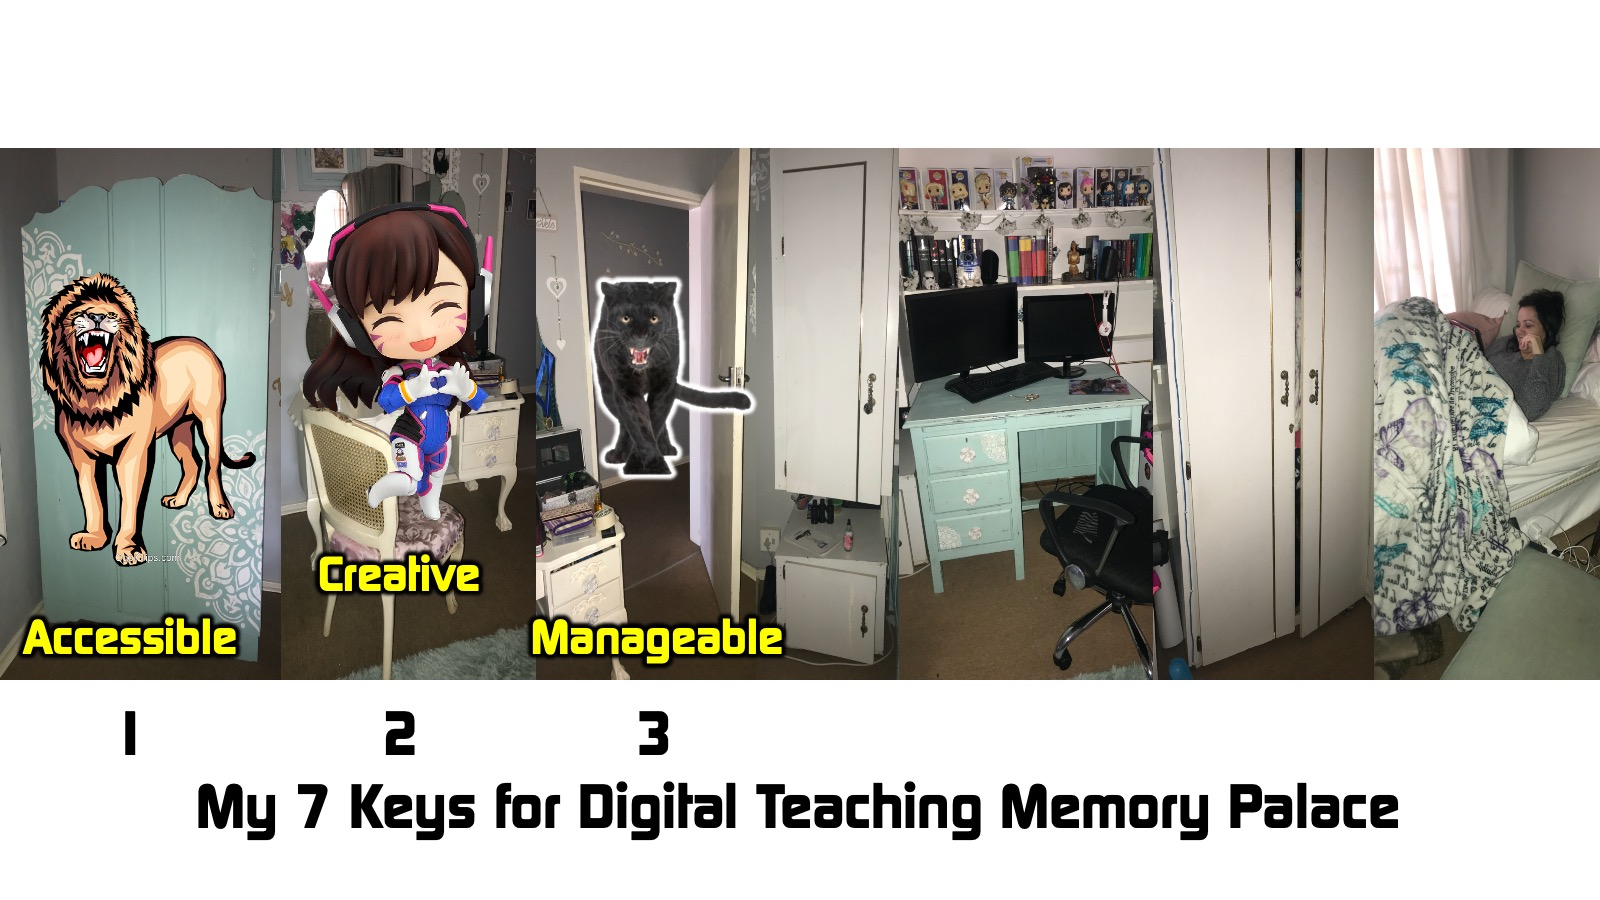 Creative
Accessible
Manageable
1
2
3
My 7 Keys for Digital Teaching Memory Palace